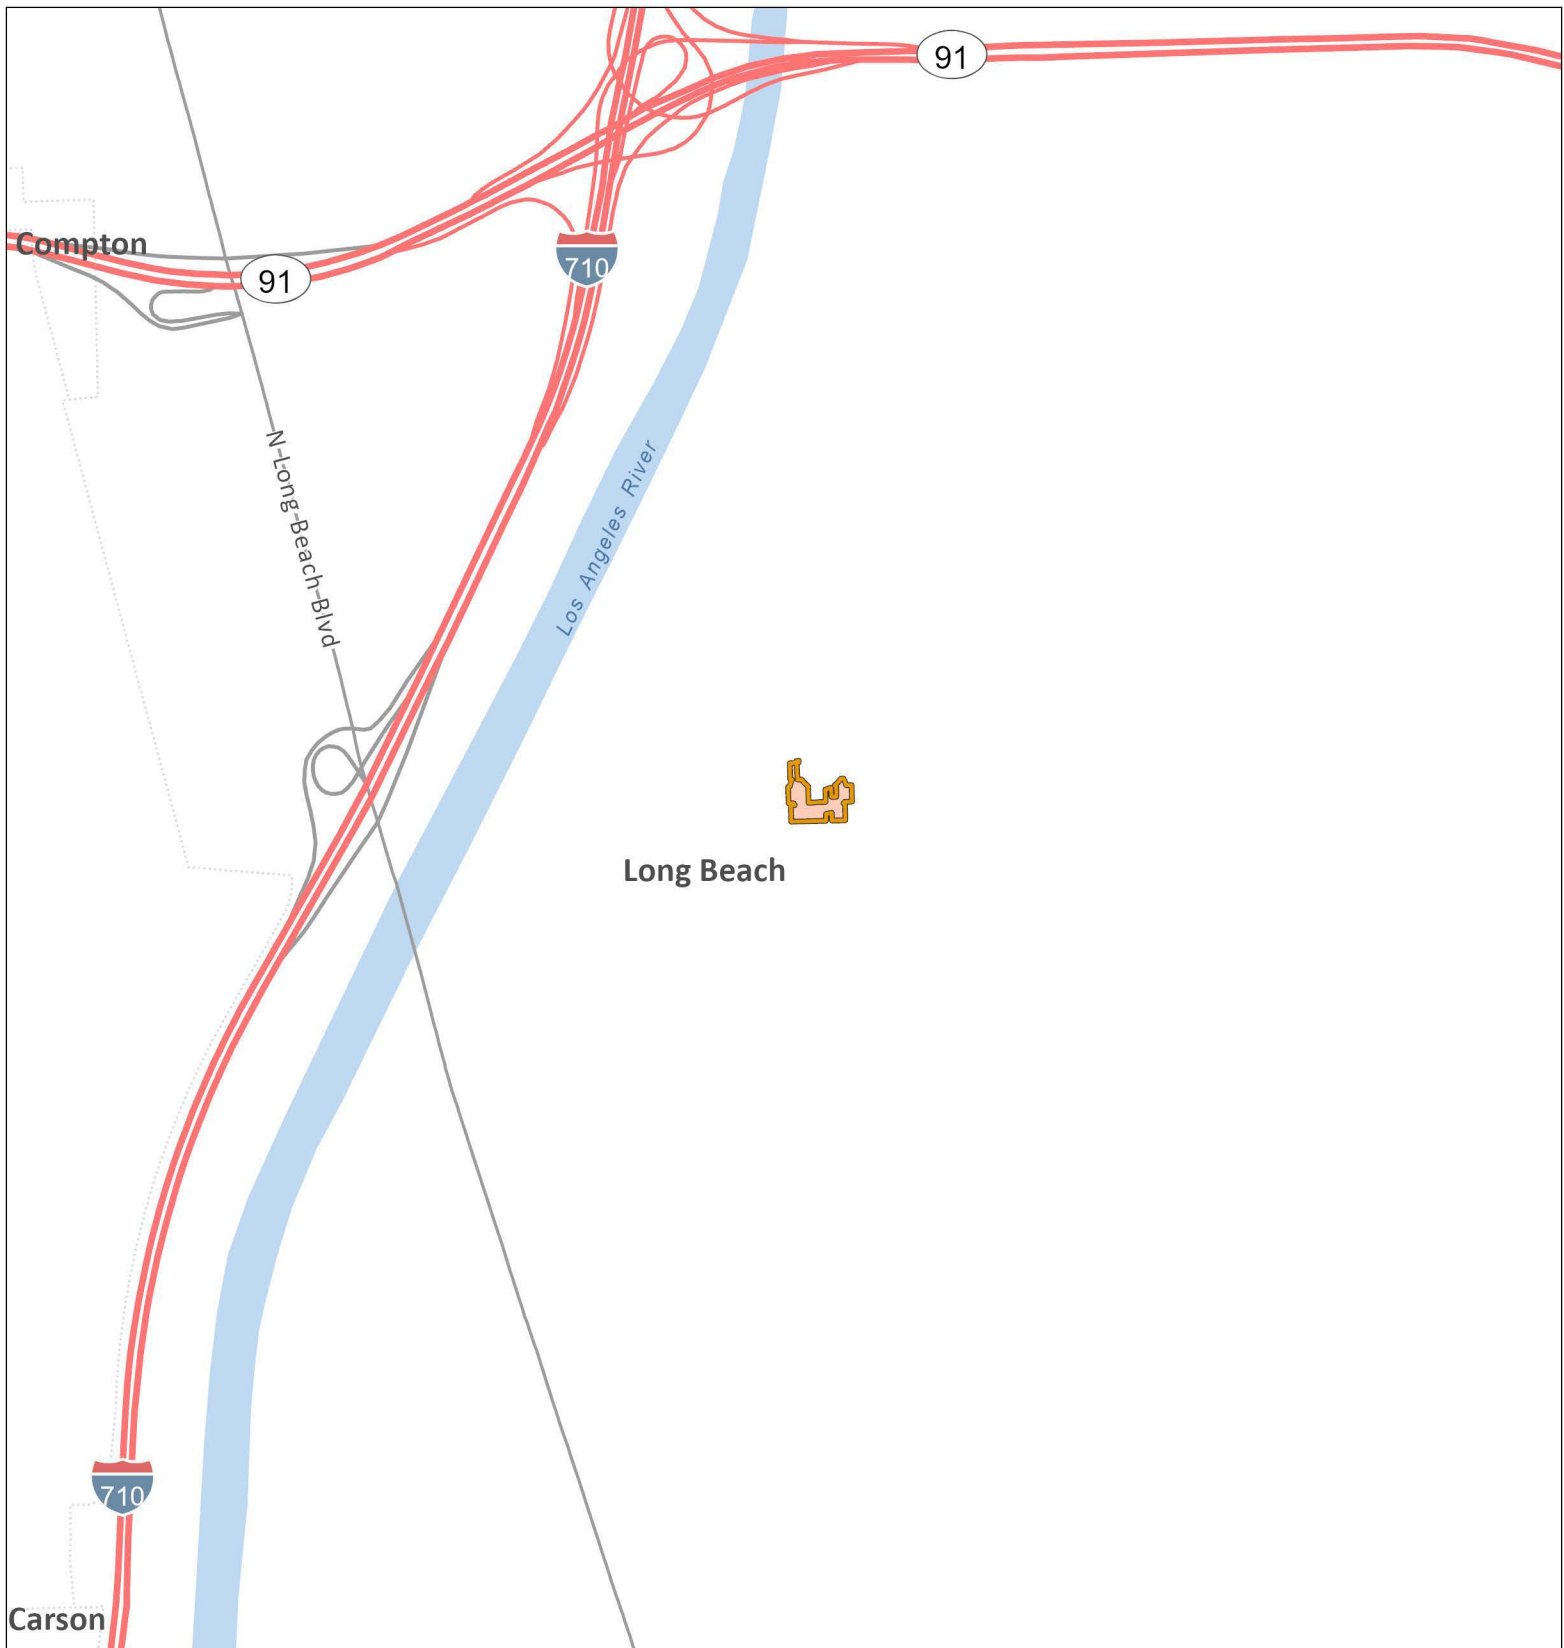 91
Compton
710
91
N Long Beach Blvd
Los Angeles River
Long Beach
710
Carson